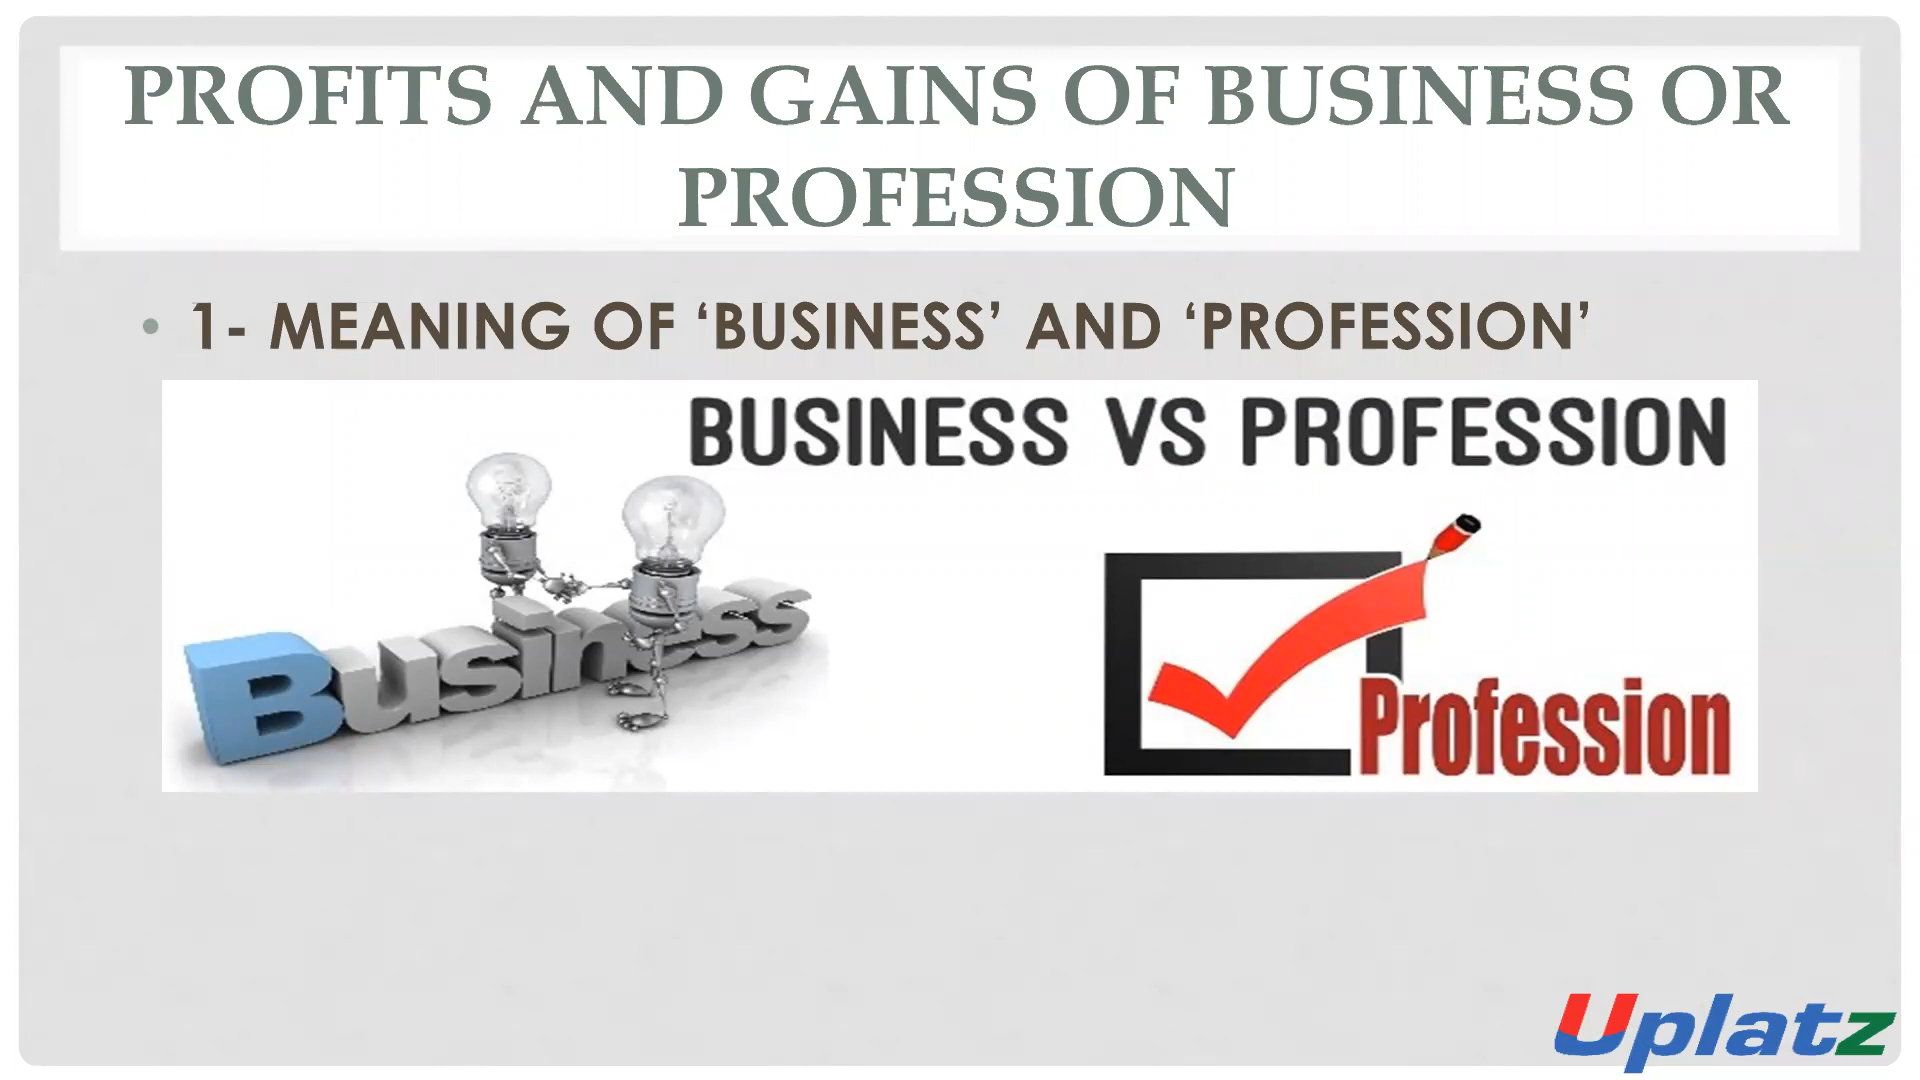 PROFITS AND GAINS OF BUSINESS OR
PROFESSION
• 1- MEANING OF ‘BUSINESS’ AND ‘PROFESSION’
BUSINESS VS PROFESSION
Business
Profession
Uplatz